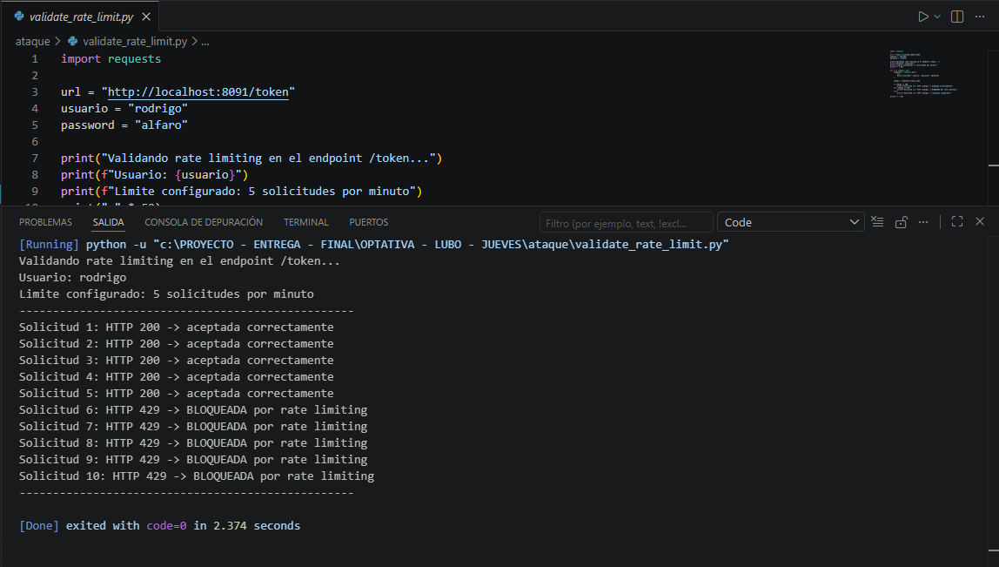 validate_rate_limit.py
ataque > validate_rate_limit.py > ...
1 import requests
2
3 url = "http://localhost:8091/token"
4 usuario = "rodrigo"
5 password = "alfaro"
6
7 print("Validando rate limiting en el endpoint /token...")
8 print(f"Usuario: {usuario}")
9 print(f"Limite configurado: 5 solicitudes por minuto")
PROBLEMAS SALIDA CONSOLA DE DEPURACIÓN TERMINAL PUERTOS Filtro (por ejemplo, text, !excl... Code
[Running] python -u "c:\PROYECTO - ENTREGA - FINAL\OPTATIVA - LUBO - JUEVES\ataque\validate_rate_limit.py"
Validando rate limiting en el endpoint /token...
Usuario: rodrigo
Limite configurado: 5 solicitudes por minuto
--------------------------------------------------
Solicitud 1: HTTP 200 -> aceptada correctamente
Solicitud 2: HTTP 200 -> aceptada correctamente
Solicitud 3: HTTP 200 -> aceptada correctamente
Solicitud 4: HTTP 200 -> aceptada correctamente
Solicitud 5: HTTP 200 -> aceptada correctamente
Solicitud 6: HTTP 429 -> BLOQUEADA por rate limiting
Solicitud 7: HTTP 429 -> BLOQUEADA por rate limiting
Solicitud 8: HTTP 429 -> BLOQUEADA por rate limiting
Solicitud 9: HTTP 429 -> BLOQUEADA por rate limiting
Solicitud 10: HTTP 429 -> BLOQUEADA por rate limiting
--------------------------------------------------
[Done] exited with code=0 in 2.374 seconds